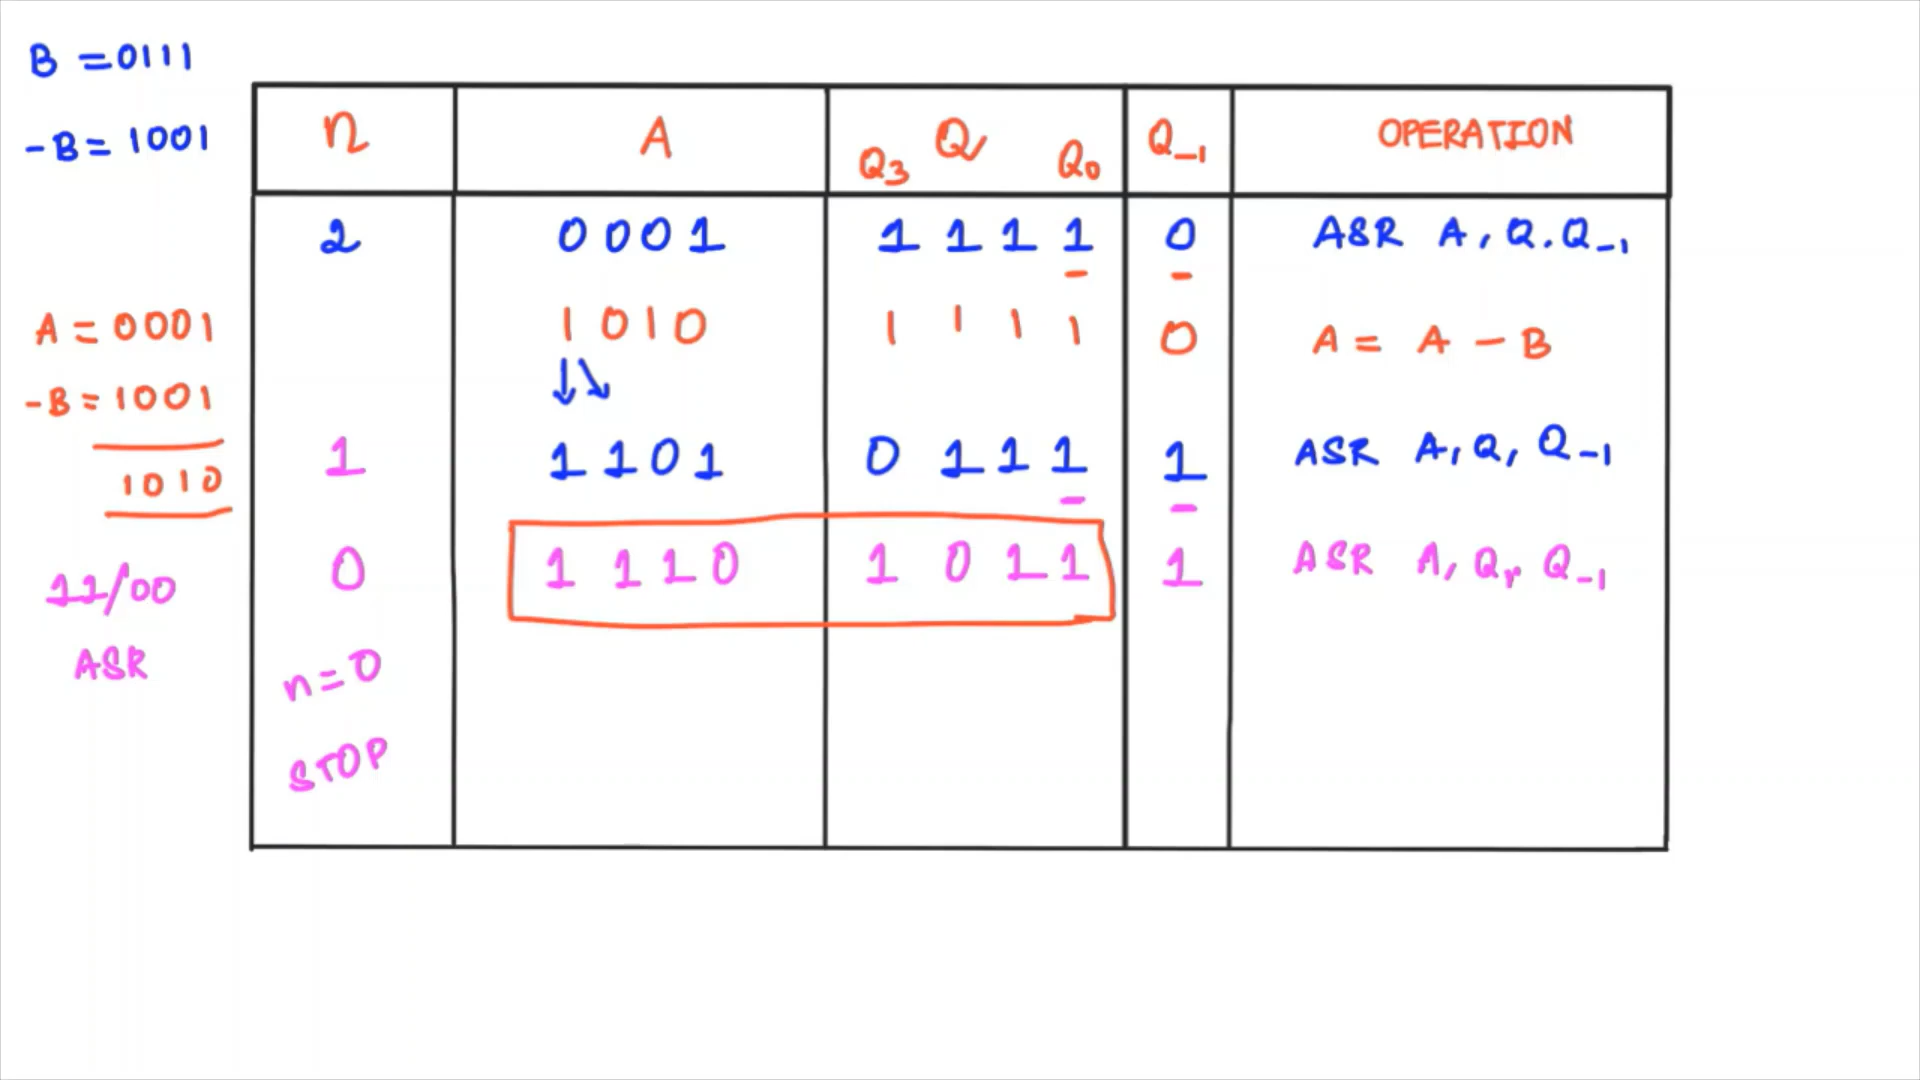 B = 0111
-B = 1001
n A Q₃ Q Q₀ Q₋₁ OPERATION
2 0001 1111 0 ASR A, Q. Q₋₁
A = 0001
1010 1111 0 A = A - B
-B = 1001
1 1101 0111 1 ASR A, Q, Q₋₁
1010
0 1110 1011 1 ASR A, Q, Q₋₁
11/00
ASR
n=0
STOP